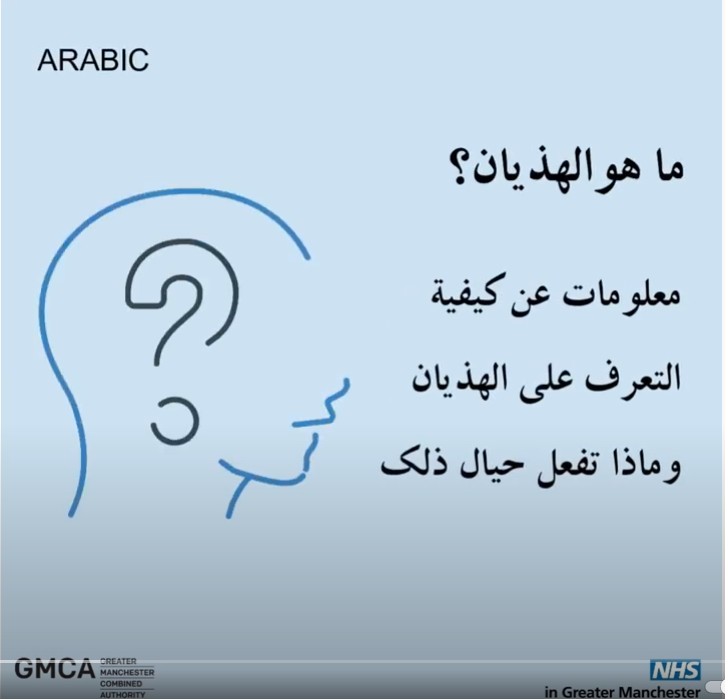 ARABIC
ما هو الهذيان؟
معلومات عن كيفية
التعرف على الهذيان
وماذا تفعل حيال ذلك
GMCA GREATER
MANCHESTER
COMBINED
AUTHORITY
NHS
in Greater Manchester